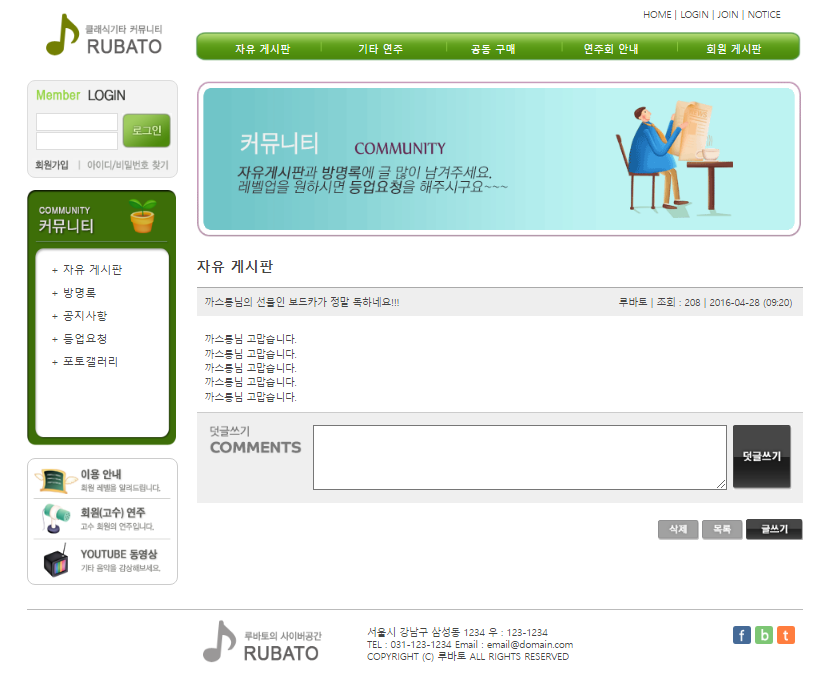 HOME | LOGIN | JOIN | NOTICE
클래식기타 커뮤니티
RUBATO
자유 게시판
기타 연주
공동 구매
연주회 안내
회원 게시판
Member LOGIN
로그인
회원가입 | 아이디/비밀번호 찾기
COMMUNITY
커뮤니티
+ 자유 게시판
+ 방명록
+ 공지사항
+ 등업요청
+ 포토갤러리
이용 안내
회원 레벨을 알려드립니다.
회원(고수) 연주
고수 회원의 연주입니다.
YOUTUBE 동영상
기타 음악을 감상해보세요.
커뮤니티 COMMUNITY
자유게시판과 방명록에 글 많이 남겨주세요.
레벨업을 원하시면 등업요청을 해주시구요~~~
자유 게시판
까스통님의 선물인 보드카가 정말 독하네요!!!
루바토 | 조회 : 208 | 2016-04-28 (09:20)
까스통님 고맙습니다.
까스통님 고맙습니다.
까스통님 고맙습니다.
까스통님 고맙습니다.
까스통님 고맙습니다.
덧글쓰기
COMMENTS
덧글쓰기
삭제
목록
글쓰기
루바토의 사이버공간
RUBATO
서울시 강남구 삼성동 1234 우 : 123-1234
TEL : 031-123-1234 Email : email@domain.com
COPYRIGHT (C) 루바토 ALL RIGHTS RESERVED
f
b
t